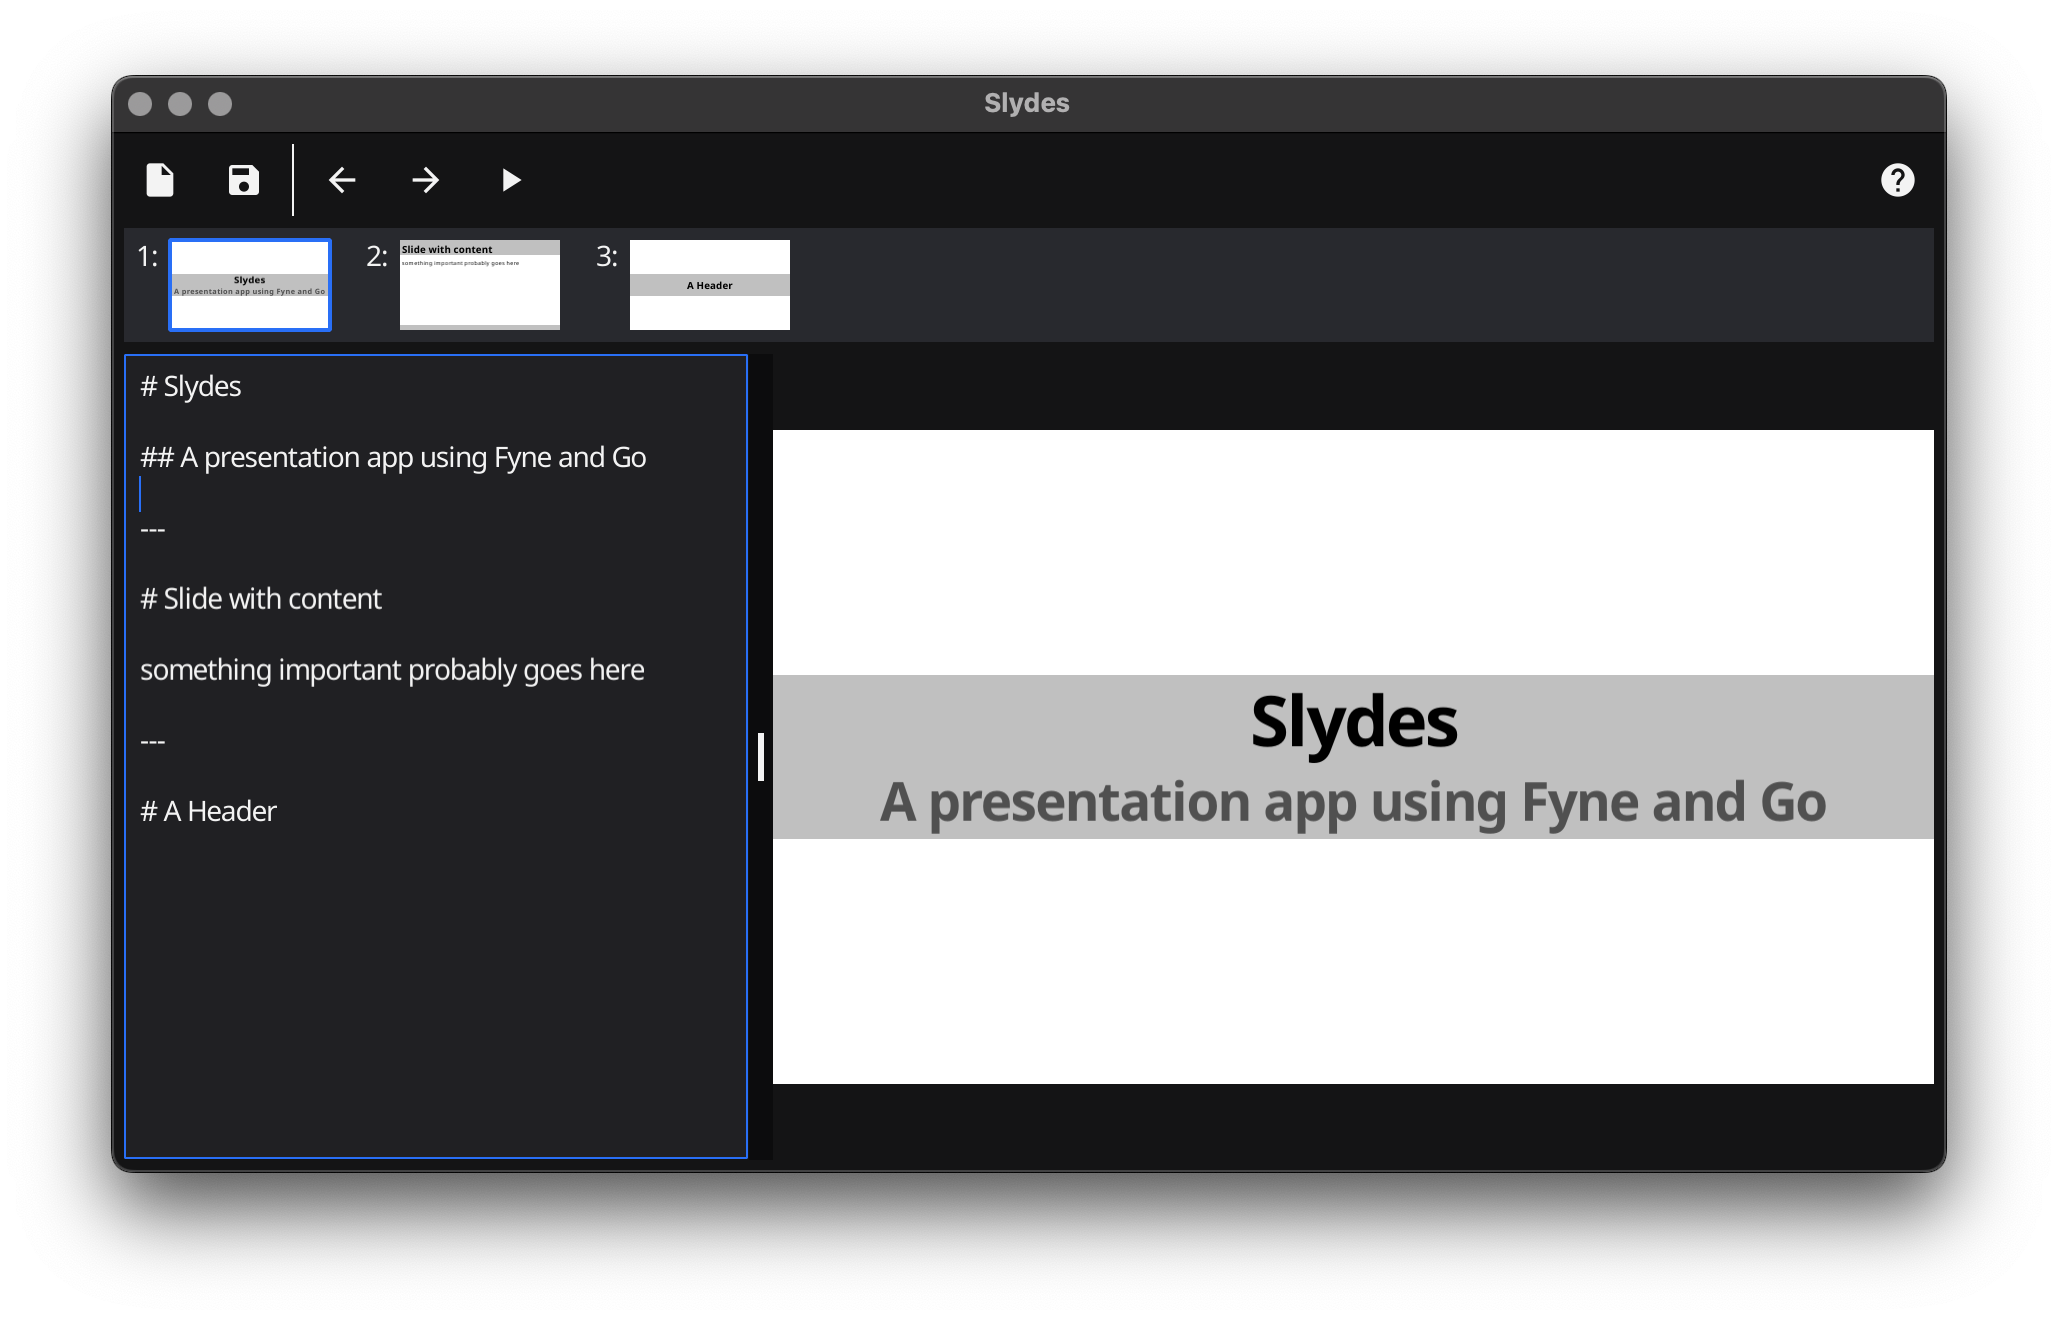 Slydes
1:
Slydes
A presentation app using Fyne and Go
2:
Slide with content
something important probably goes here
3:
A Header
# Slydes
## A presentation app using Fyne and Go
---
# Slide with content
something important probably goes here
---
# A Header
Slydes
A presentation app using Fyne and Go